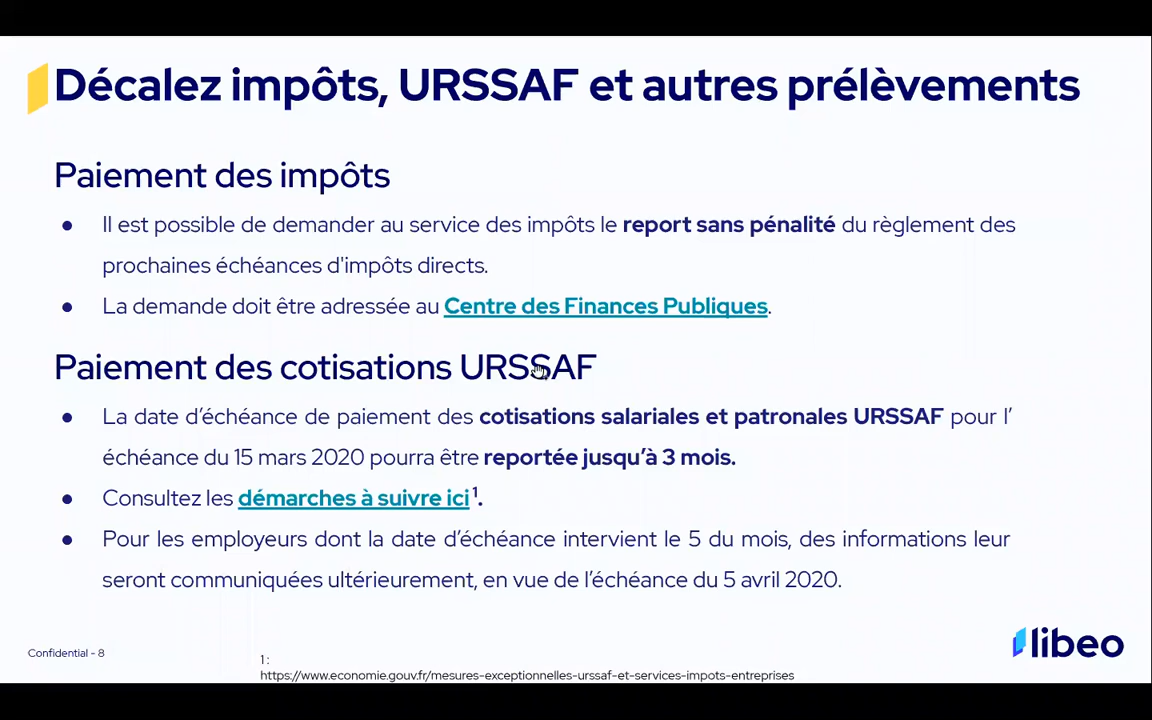 Décalez impôts, URSSAF et autres prélèvements
Paiement des impôts
● Il est possible de demander au service des impôts le report sans pénalité du règlement des
prochaines échéances d'impôts directs.
● La demande doit être adressée au Centre des Finances Publiques.
Paiement des cotisations URSSAF
● La date d’échéance de paiement des cotisations salariales et patronales URSSAF pour l’
échéance du 15 mars 2020 pourra être reportée jusqu’à 3 mois.
● Consultez les démarches à suivre ici ¹.
● Pour les employeurs dont la date d’échéance intervient le 5 du mois, des informations leur
seront communiquées ultérieurement, en vue de l’échéance du 5 avril 2020.
libeo
Confidential - 8
1 :
https://www.economie.gouv.fr/mesures-exceptionnelles-urssaf-et-services-impots-entreprises